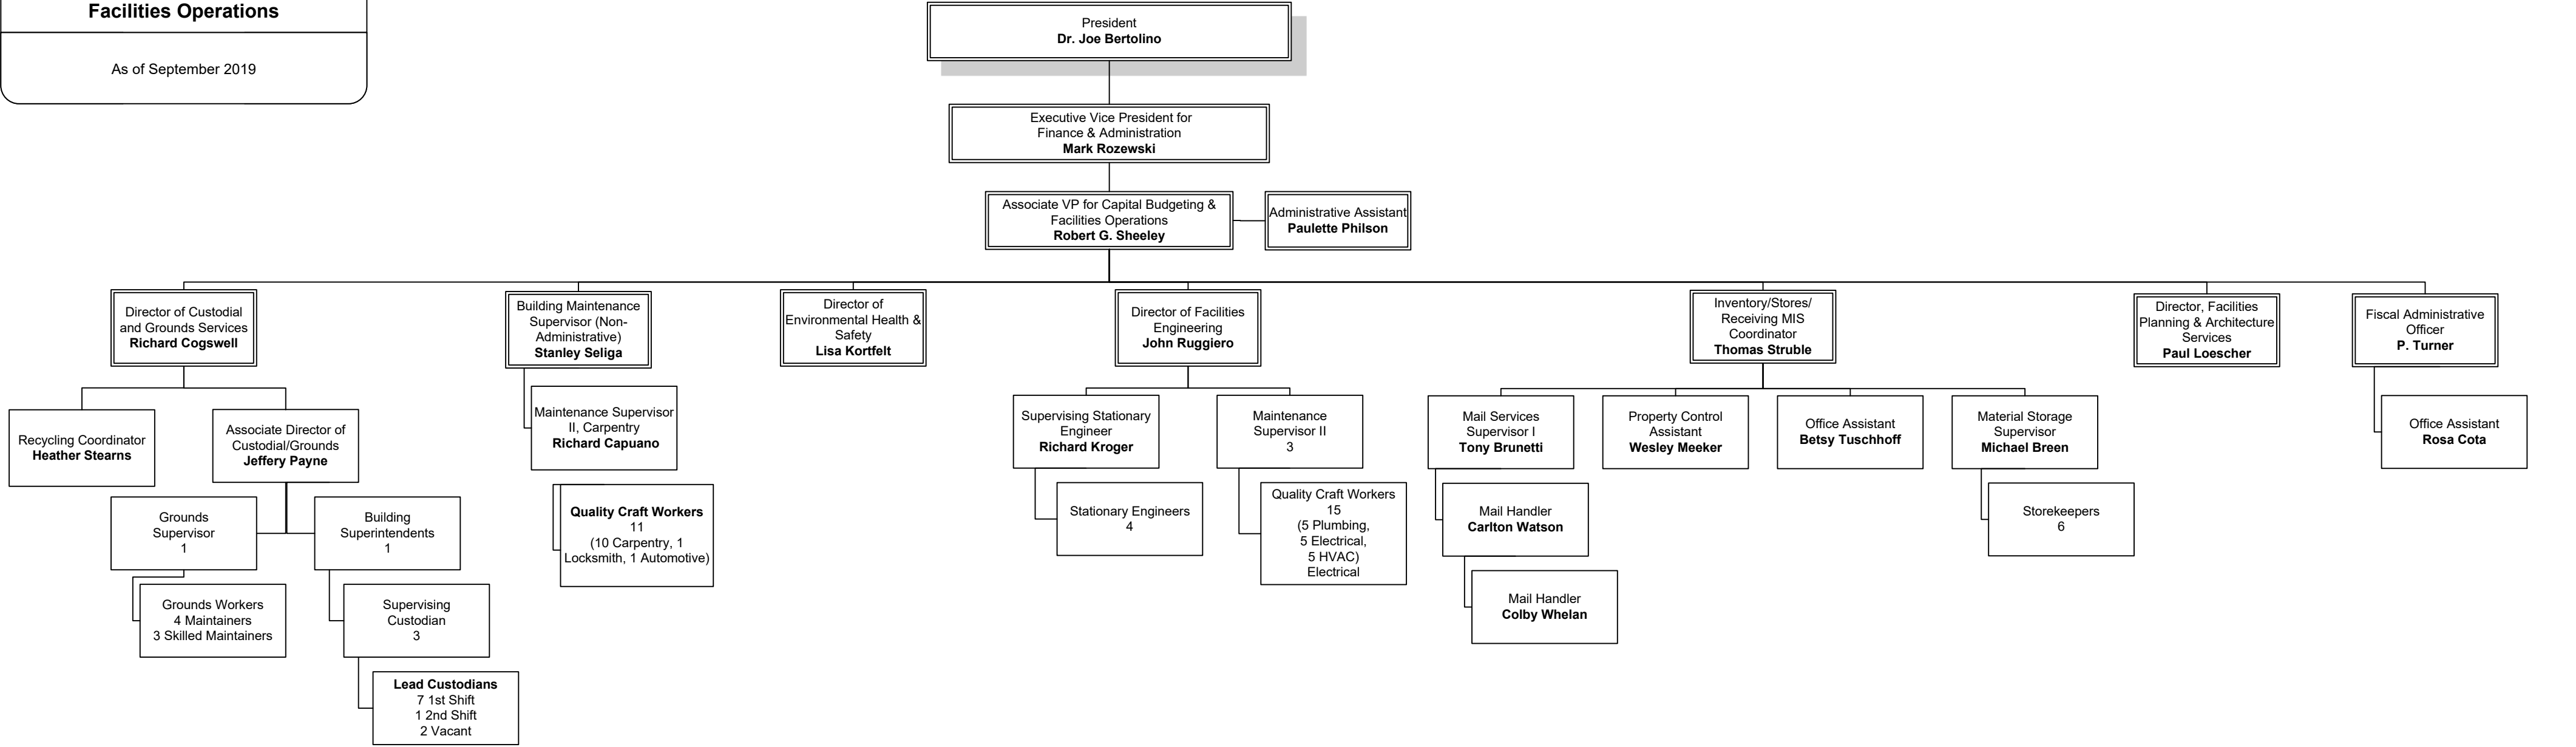 Facilities Operations
As of September 2019
President
Dr. Joe Bertolino
Executive Vice President for
Finance & Administration
Mark Rozewski
Associate VP for Capital Budgeting &
Facilities Operations
Robert G. Sheeley
Administrative Assistant
Paulette Philson
Director of Custodial
and Grounds Services
Richard Cogswell
Building Maintenance
Supervisor (Non-
Administrative)
Stanley Seliga
Director of
Environmental Health &
Safety
Lisa Kortfelt
Director of Facilities
Engineering
John Ruggiero
Inventory/Stores/
Receiving MIS
Coordinator
Thomas Struble
Director, Facilities
Planning & Architecture
Services
Paul Loescher
Fiscal Administrative
Officer
P. Turner
Recycling Coordinator
Heather Stearns
Associate Director of
Custodial/Grounds
Jeffery Payne
Maintenance Supervisor
II, Carpentry
Richard Capuano
Supervising Stationary
Engineer
Richard Kroger
Maintenance
Supervisor II
3
Mail Services
Supervisor I
Tony Brunetti
Property Control
Assistant
Wesley Meeker
Office Assistant
Betsy Tuschhoff
Material Storage
Supervisor
Michael Breen
Office Assistant
Rosa Cota
Grounds
Supervisor
1
Building
Superintendents
1
Quality Craft Workers
11
(10 Carpentry, 1
Locksmith, 1 Automotive)
Stationary Engineers
4
Quality Craft Workers
15
(5 Plumbing,
5 Electrical,
5 HVAC)
Electrical
Mail Handler
Carlton Watson
Storekeepers
6
Grounds Workers
4 Maintainers
3 Skilled Maintainers
Supervising
Custodian
3
Mail Handler
Colby Whelan
Lead Custodians
7 1st Shift
1 2nd Shift
2 Vacant